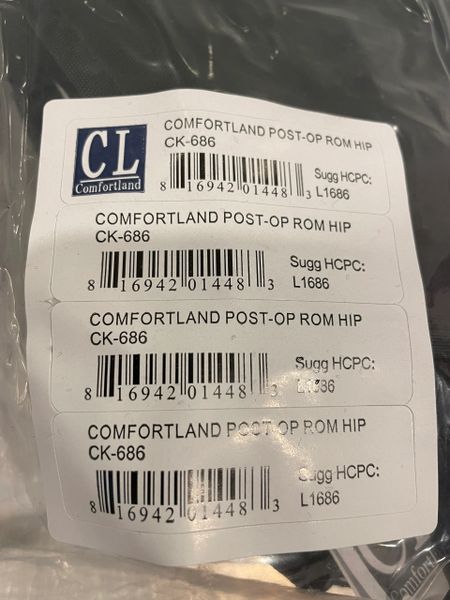 CL
Comfortland
COMFORTLAND POST-OP ROM HIP
CK-686
8 16942 01448 3
Sugg HCPC:
L1686
COMFORTLAND POST-OP ROM HIP
CK-686
8 16942 01448 3
Sugg HCPC:
L1686
COMFORTLAND POST-OP ROM HIP
CK-686
8 16942 01448 3
Sugg HCPC:
L1686
COMFORTLAND POST-OP ROM HIP
CK-686
8 16942 01448 3
Sugg HCPC:
L1686
Comfort